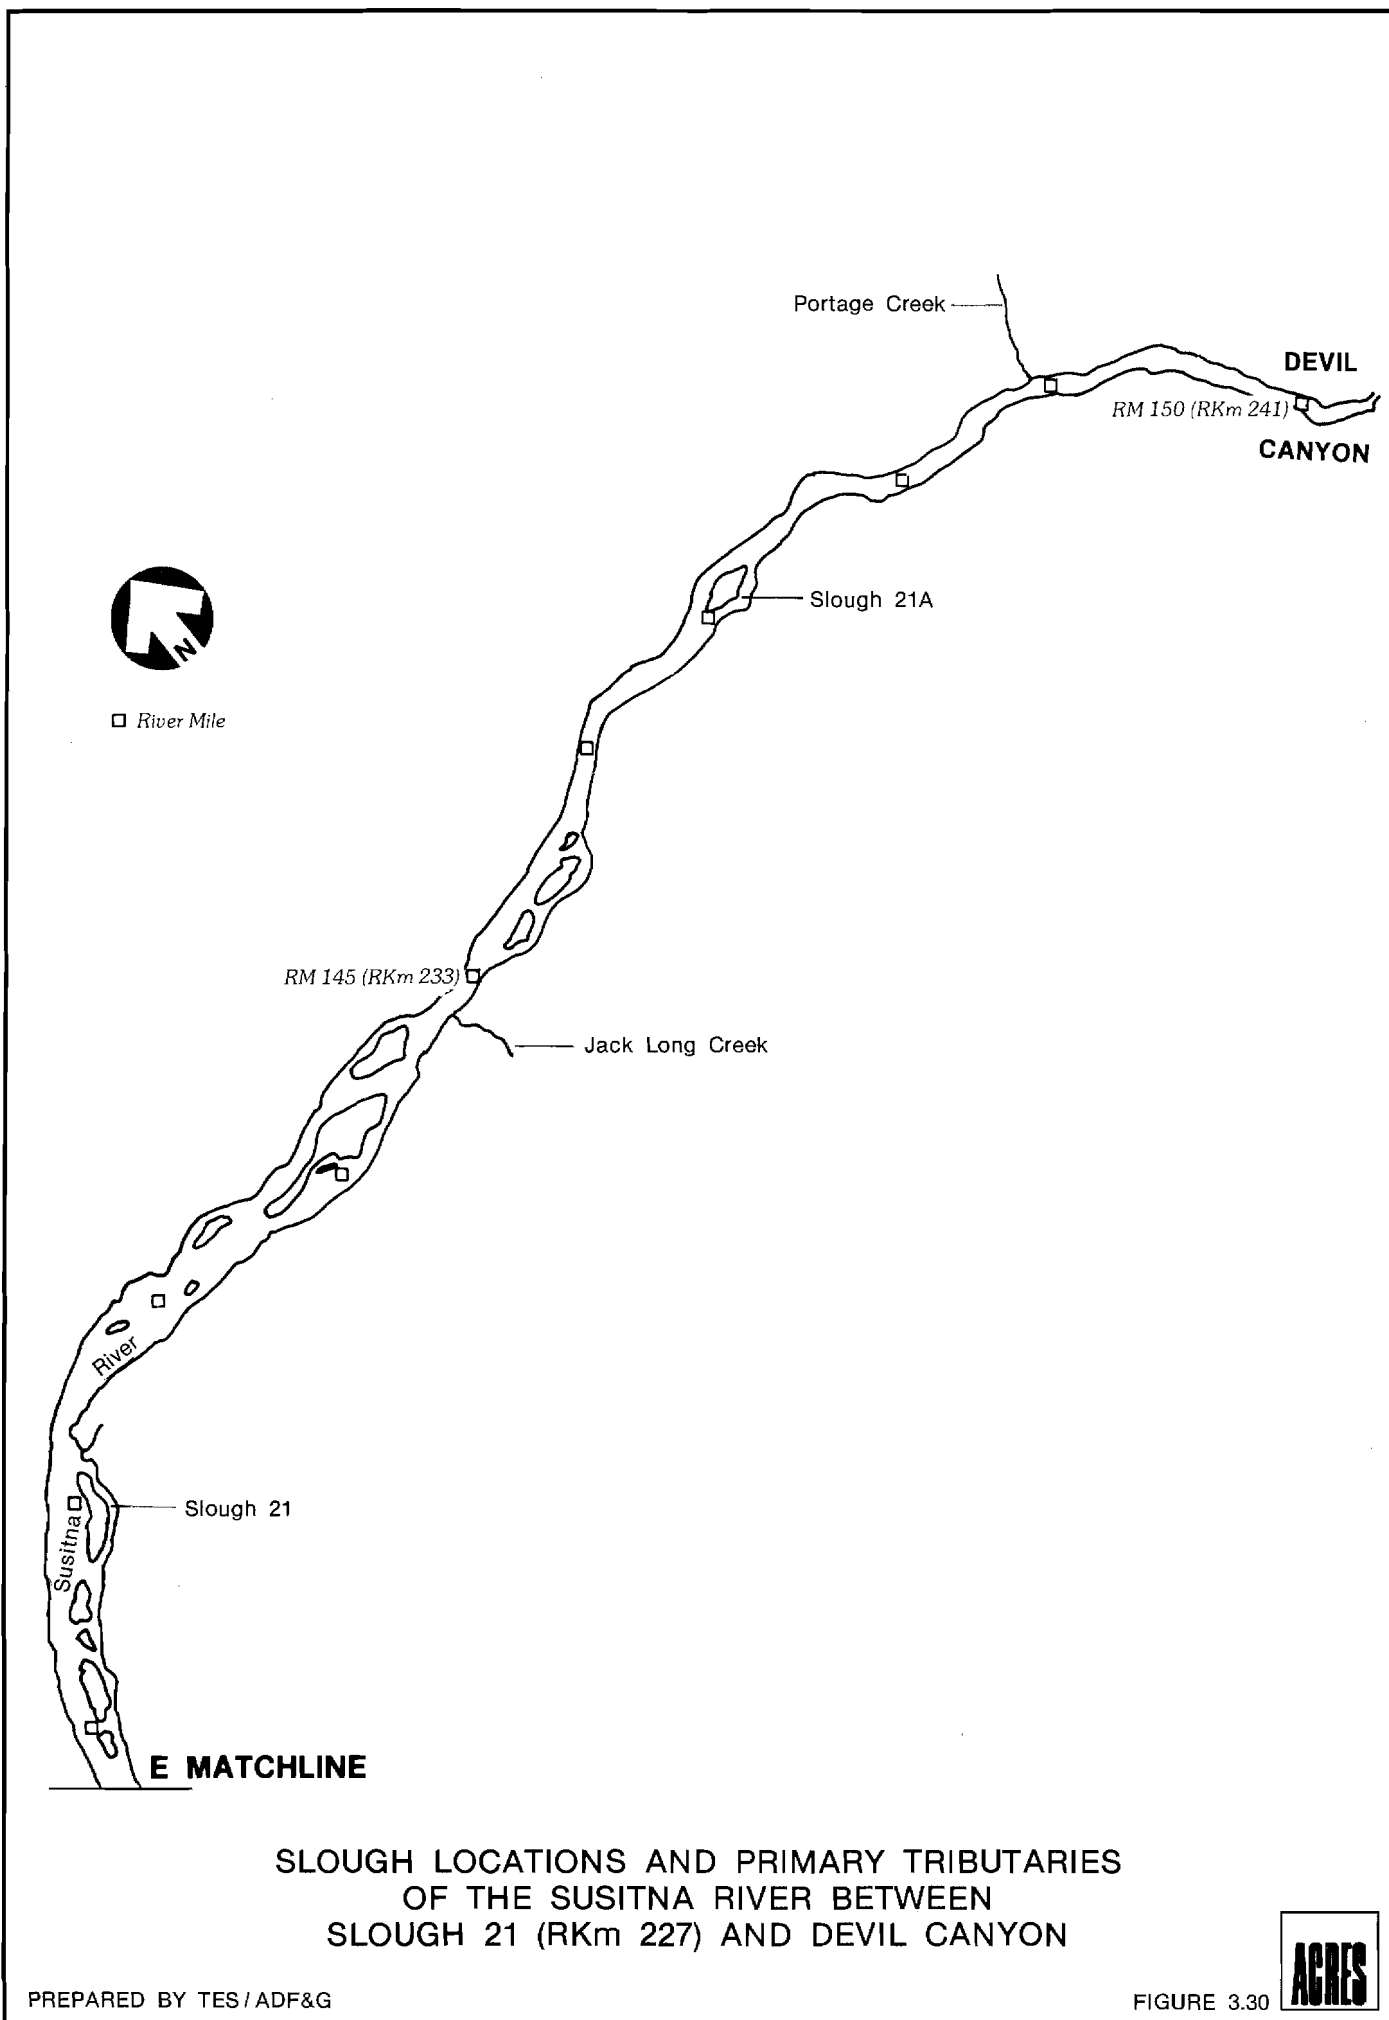 Portage Creek
DEVIL
RM 150 (RKm 241)
CANYON
Slough 21A
N
River Mile
RM 145 (RKm 233)
Jack Long Creek
River
Slough 21
Susitna
E MATCHLINE
SLOUGH LOCATIONS AND PRIMARY TRIBUTARIES
OF THE SUSITNA RIVER BETWEEN
SLOUGH 21 (RKm 227) AND DEVIL CANYON
PREPARED BY TES/ADF&G
FIGURE 3.30
ACRES